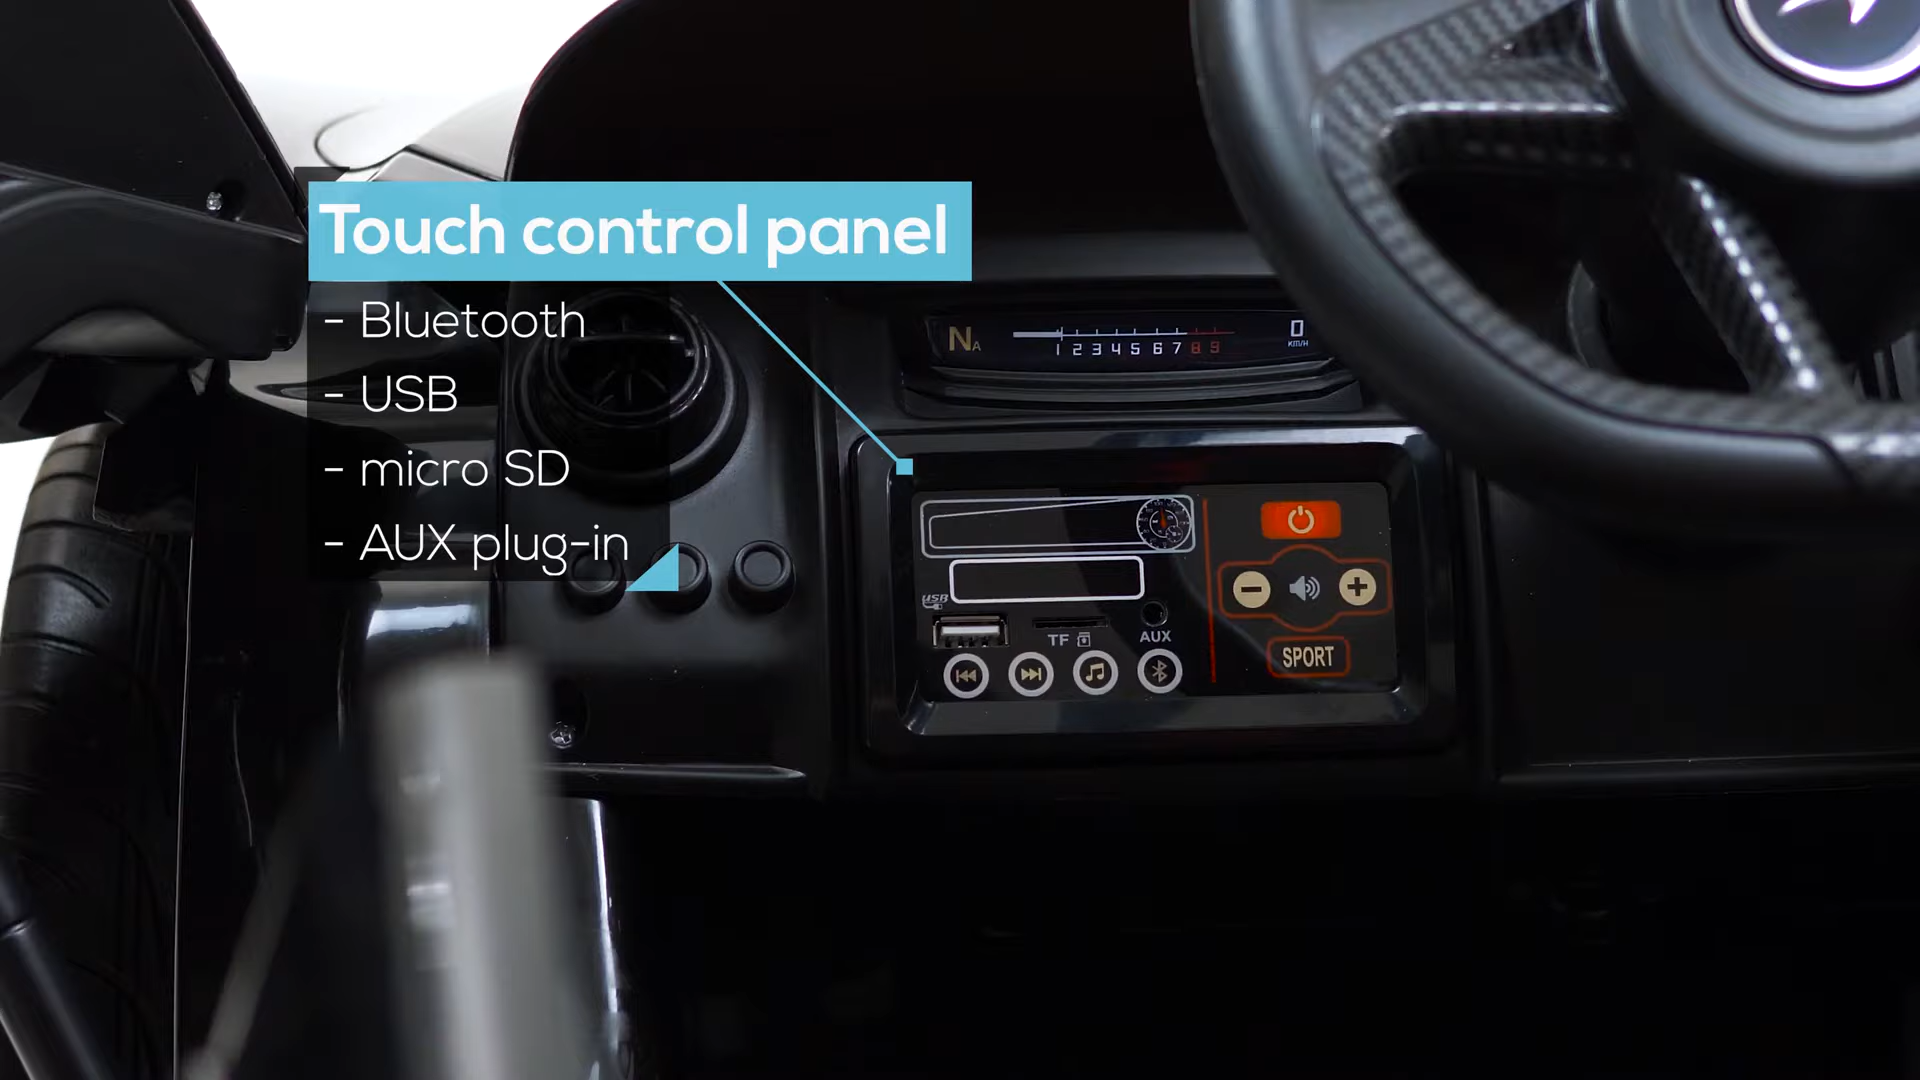 Touch control panel
- Bluetooth
- USB
- micro SD
- AUX plug-in
NA
1 2 3 4 5 6 7 8 9
0
KM/H
USB
TF
AUX
SPORT